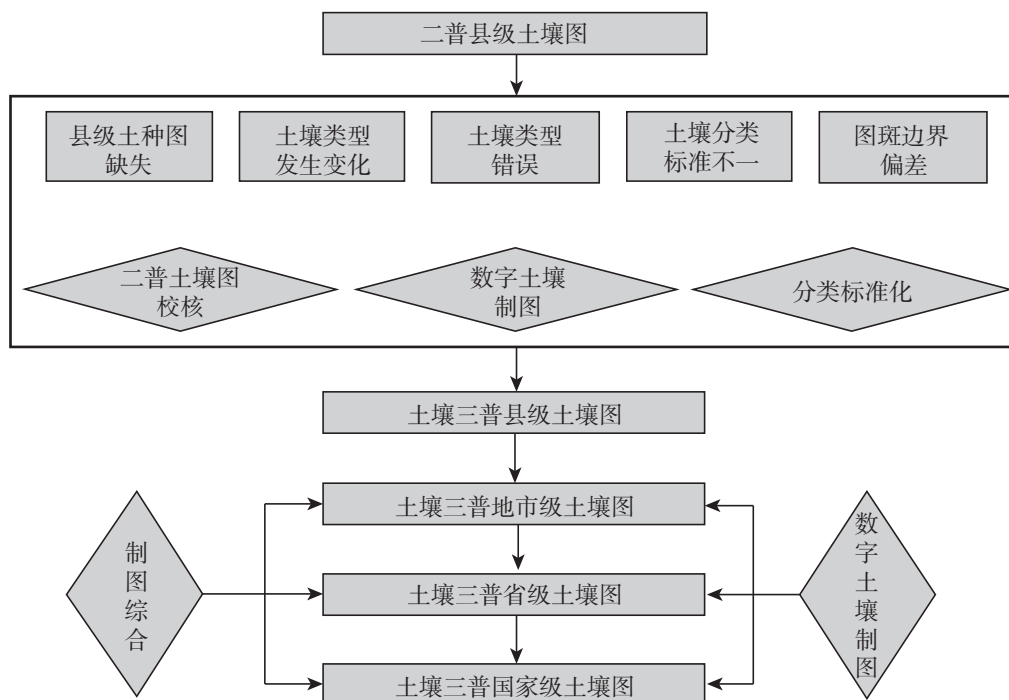 二普县级土壤图
县级土种图
缺失
土壤类型
发生变化
土壤类型
错误
土壤分类
标准不一
图斑边界
偏差
二普土壤图
校核
数字土壤
制图
分类标准化
土壤三普县级土壤图
土壤三普地市级土壤图
制图综合
数字土壤制图
土壤三普省级土壤图
土壤三普国家级土壤图